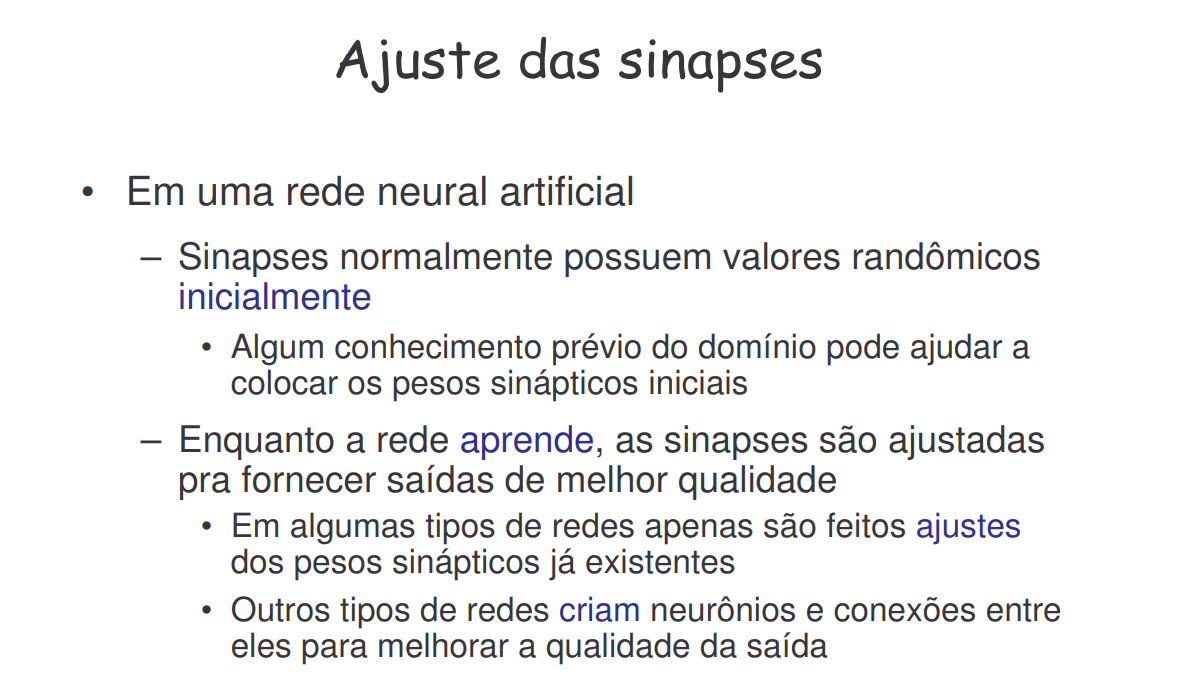 Ajuste das sinapses
• Em uma rede neural artificial
– Sinapses normalmente possuem valores randômicos
inicialmente
• Algum conhecimento prévio do domínio pode ajudar a
colocar os pesos sinápticos iniciais
– Enquanto a rede aprende, as sinapses são ajustadas
pra fornecer saídas de melhor qualidade
• Em algumas tipos de redes apenas são feitos ajustes
dos pesos sinápticos já existentes
• Outros tipos de redes criam neurônios e conexões entre
eles para melhorar a qualidade da saída